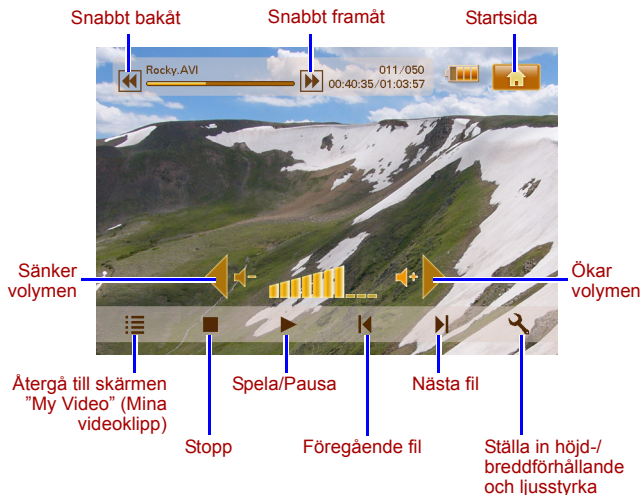 Snabbt bakåt
Snabbt framåt
Startsida
Rocky.AVI
011/050
00:40:35/01:03:57
Sänker
volymen
Ökar
volymen
Återgå till skärmen
”My Video” (Mina
videoklipp)
Spela/Pausa
Nästa fil
Stopp
Föregående fil
Ställa in höjd-/
breddförhållande
och ljusstyrka